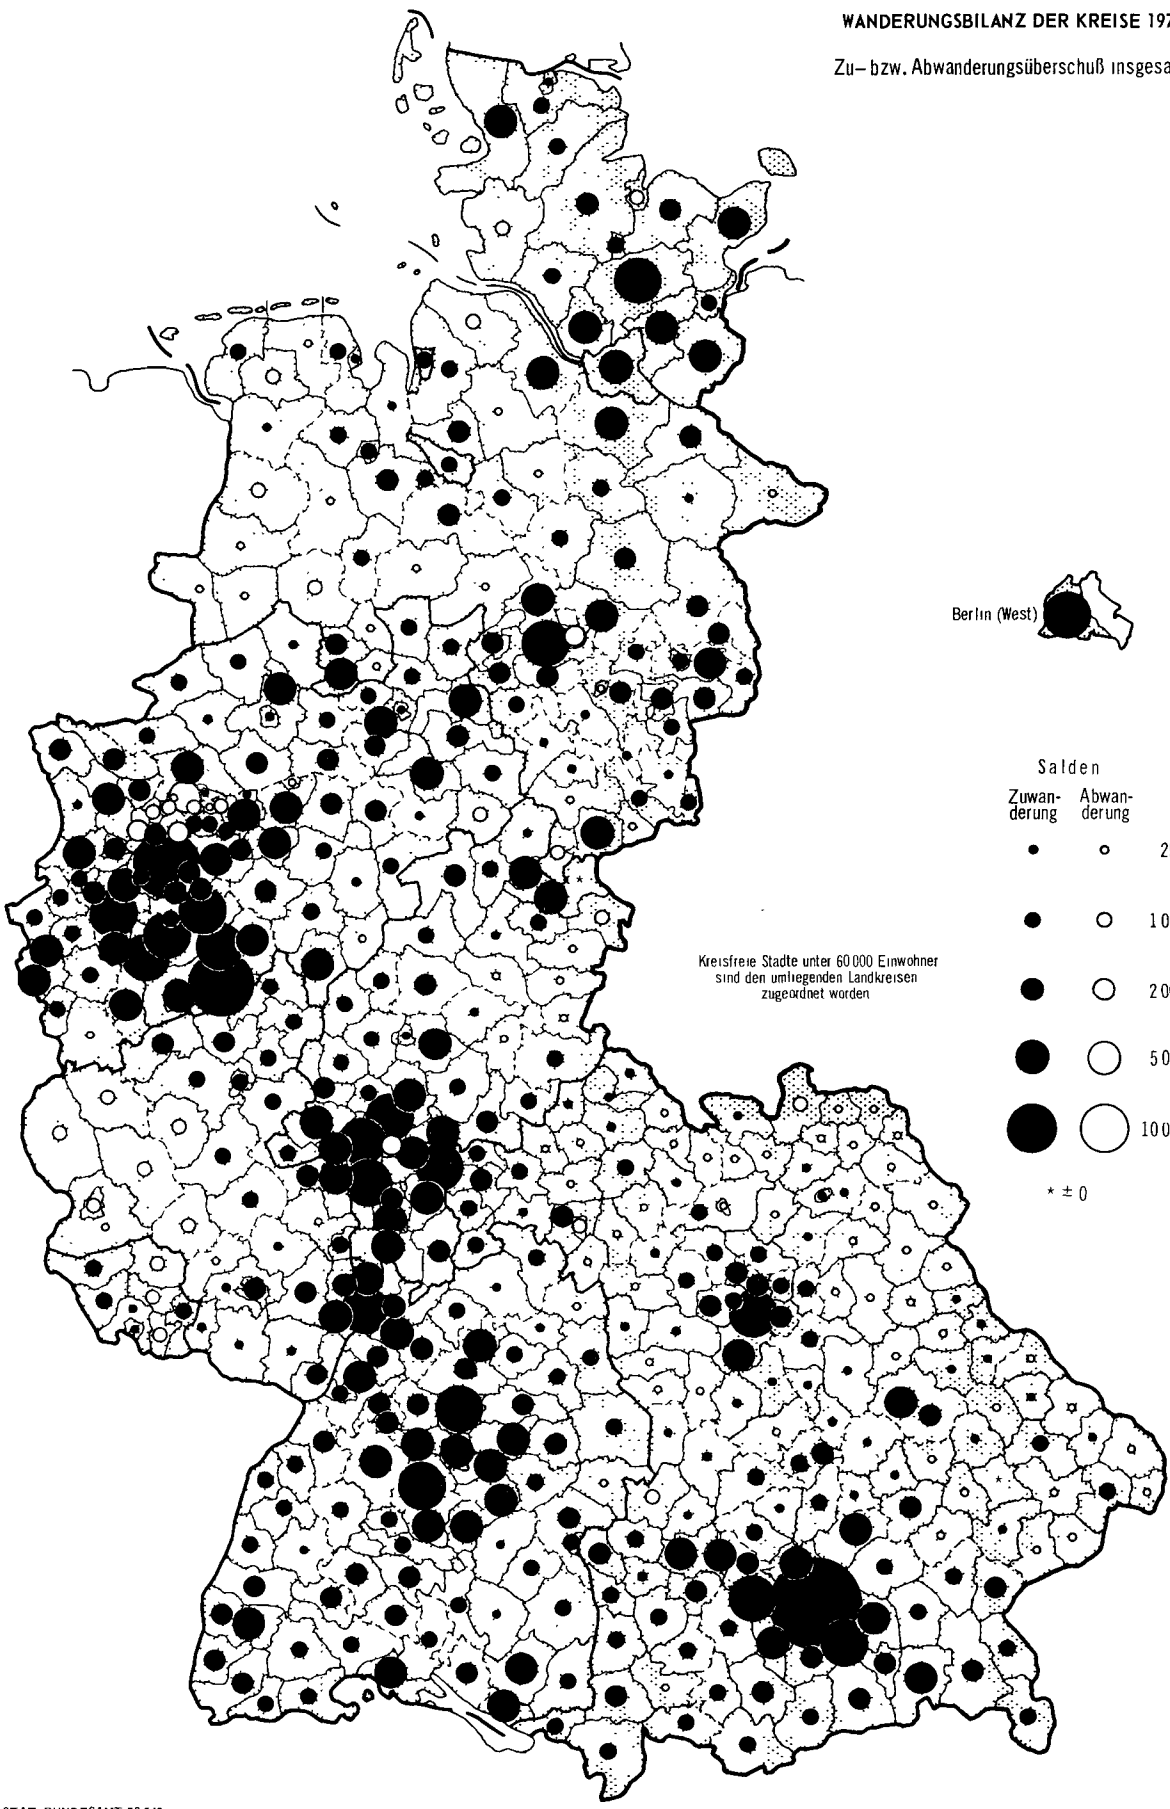 WANDERUNGSBILANZ DER KREISE 197
Zu- bzw. Abwanderungsüberschuß insgesa
Berlin (West)
Salden
Zuwan- Abwan-
derung derung
2
10
20
50
100
* ± 0
Kreisfreie Stadte unter 60 000 Einwohner
sind den umliegenden Landkreisen
zugeordnet worden